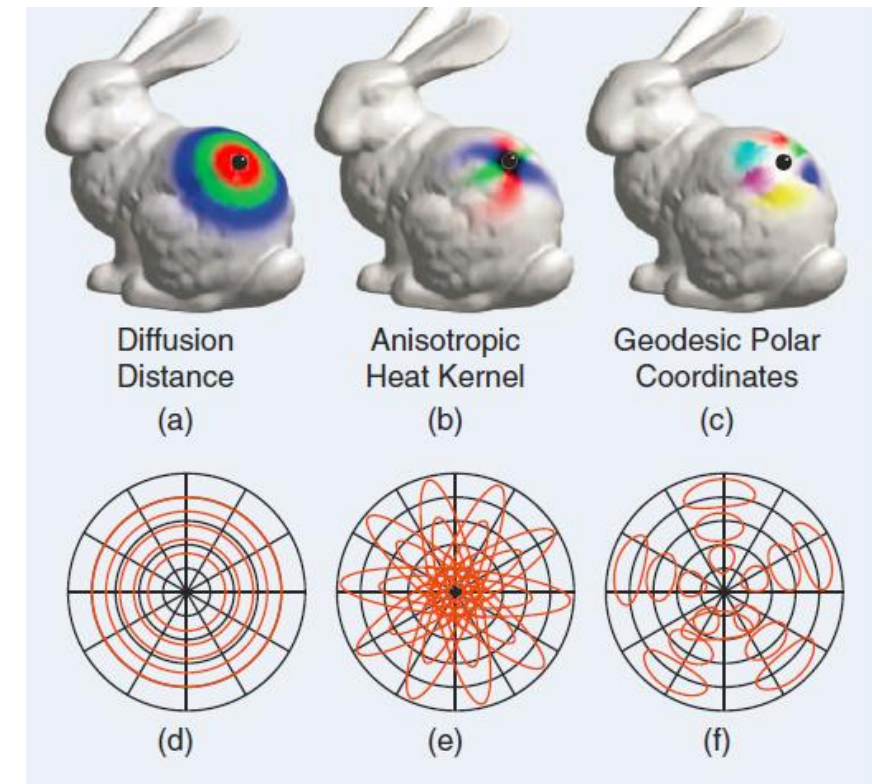 Diffusion
Distance
(a)
Anisotropic
Heat Kernel
(b)
Geodesic Polar
Coordinates
(c)
(d)
(e)
(f)